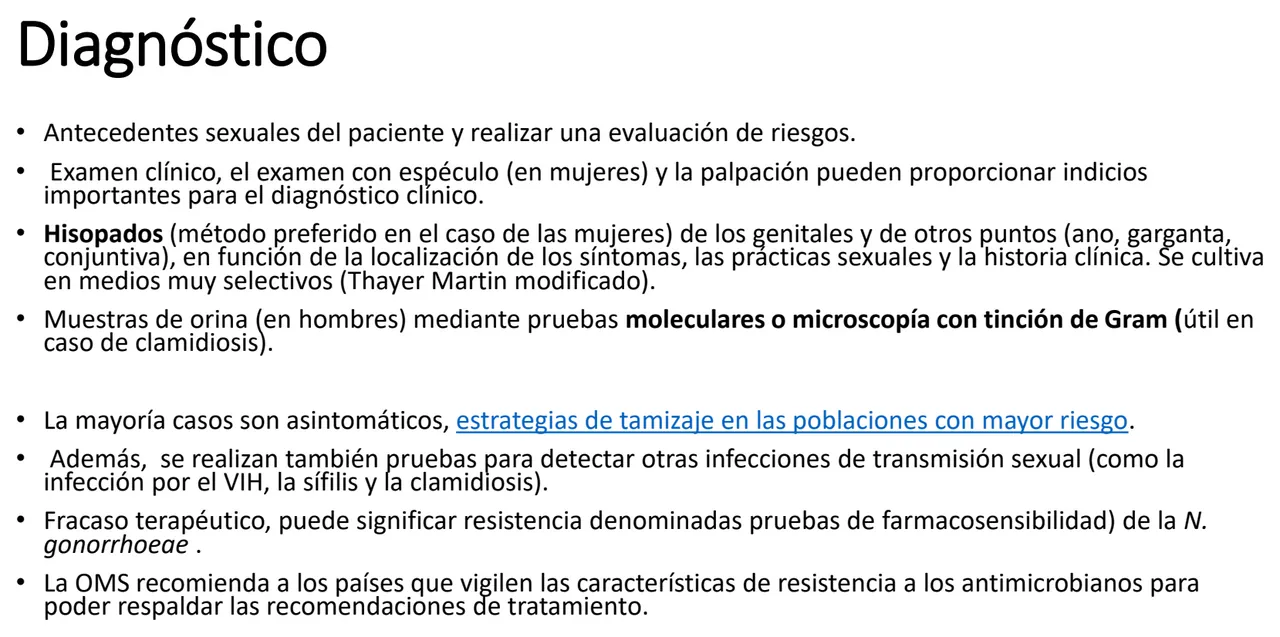 Diagnóstico
• Antecedentes sexuales del paciente y realizar una evaluación de riesgos.
• Examen clínico, el examen con espéculo (en mujeres) y la palpación pueden proporcionar indicios
importantes para el diagnóstico clínico.
• Hisopados (método preferido en el caso de las mujeres) de los genitales y de otros puntos (ano, garganta,
conjuntiva), en función de la localización de los síntomas, las prácticas sexuales y la historia clínica. Se cultiva
en medios muy selectivos (Thayer Martin modificado).
• Muestras de orina (en hombres) mediante pruebas moleculares o microscopía con tinción de Gram (útil en
caso de clamidiosis).
• La mayoría casos son asintomáticos, estrategias de tamizaje en las poblaciones con mayor riesgo.
• Además, se realizan también pruebas para detectar otras infecciones de transmisión sexual (como la
infección por el VIH, la sífilis y la clamidiosis).
• Fracaso terapéutico, puede significar resistencia denominadas pruebas de farmacosensibilidad) de la N.
gonorrhoeae .
• La OMS recomienda a los países que vigilen las características de resistencia a los antimicrobianos para
poder respaldar las recomendaciones de tratamiento.